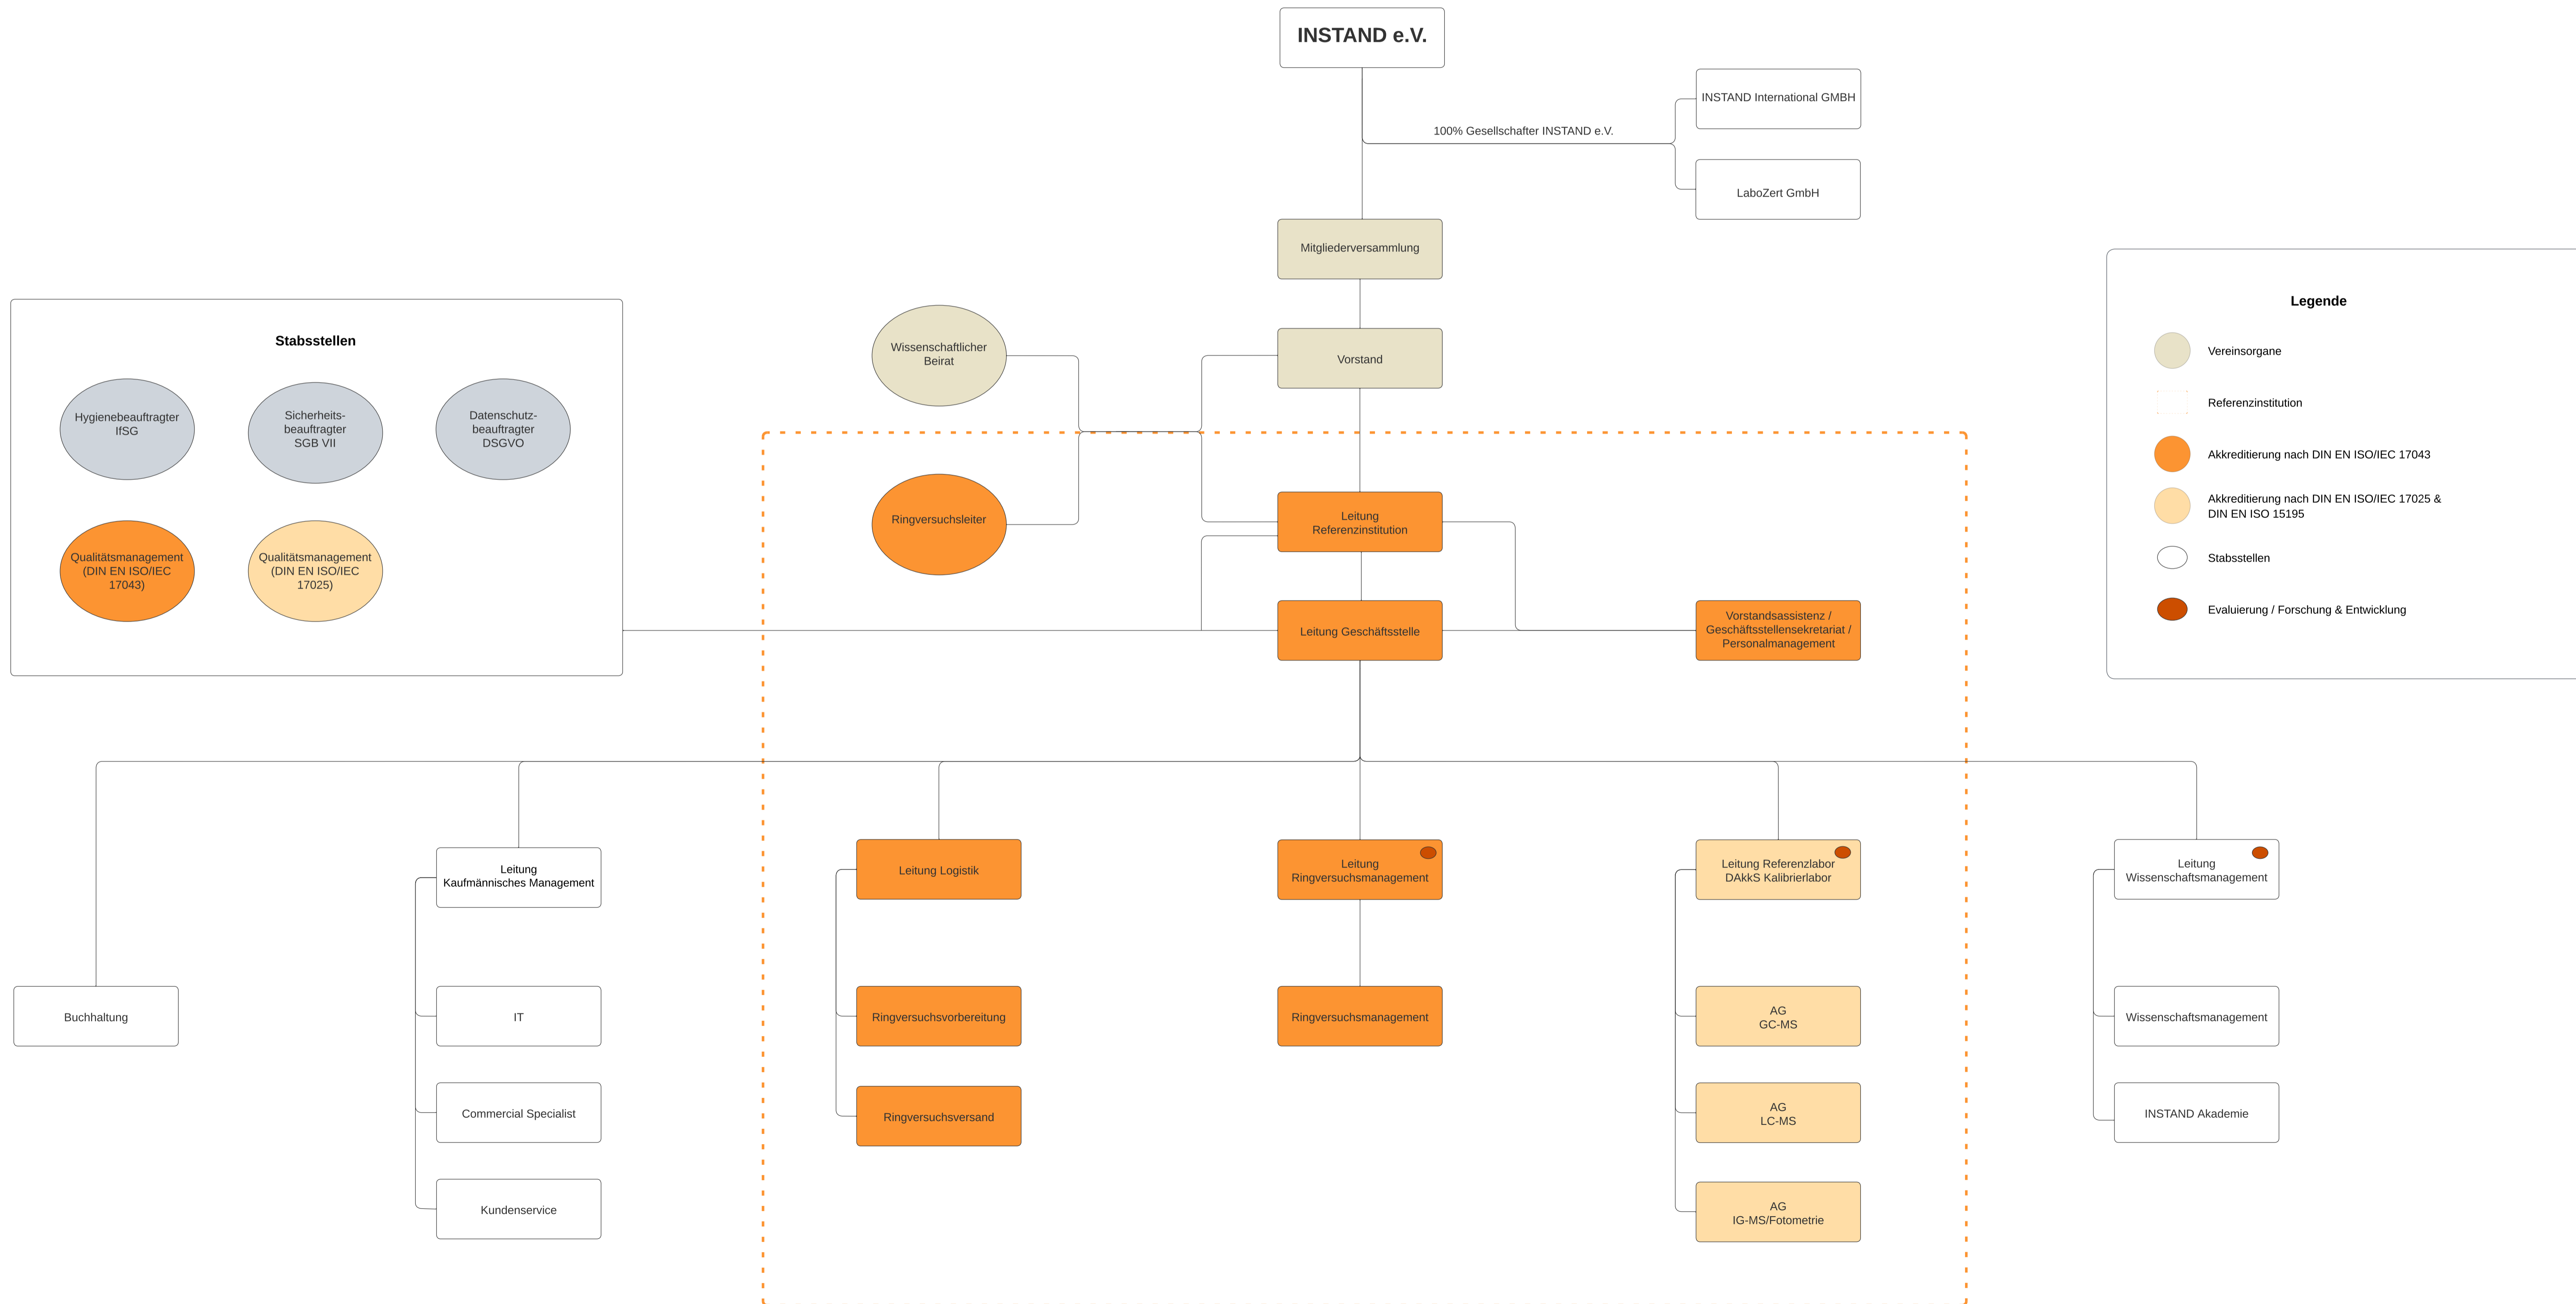 INSTAND e.V.
INSTAND International GMBH
100% Gesellschafter INSTAND e.V.
LaboZert GmbH
Mitgliederversammlung
Wissenschaftlicher
Beirat
Vorstand
Stabsstellen
Hygienebeauftragter
IfSG
Sicherheits-
beauftragter
SGB VII
Datenschutz-
beauftragter
DSGVO
Qualitätsmanagement
(DIN EN ISO/IEC
17043)
Qualitätsmanagement
(DIN EN ISO/IEC
17025)
Ringversuchsleiter
Leitung
Referenzinstitution
Leitung Geschäftsstelle
Vorstandsassistenz /
Geschäftsstellensekretariat /
Personalmanagement
Legende
Vereinsorgane
Referenzinstitution
Akkreditierung nach DIN EN ISO/IEC 17043
Akkreditierung nach DIN EN ISO/IEC 17025 &
DIN EN ISO 15195
Stabsstellen
Evaluierung / Forschung & Entwicklung
Buchhaltung
Leitung
Kaufmännisches Management
IT
Commercial Specialist
Kundenservice
Leitung Logistik
Ringversuchsvorbereitung
Ringversuchsversand
Leitung
Ringversuchsmanagement
Ringversuchsmanagement
Leitung Referenzlabor
DAkkS Kalibrierlabor
AG
GC-MS
AG
LC-MS
AG
IG-MS/Fotometrie
Leitung
Wissenschaftsmanagement
Wissenschaftsmanagement
INSTAND Akademie